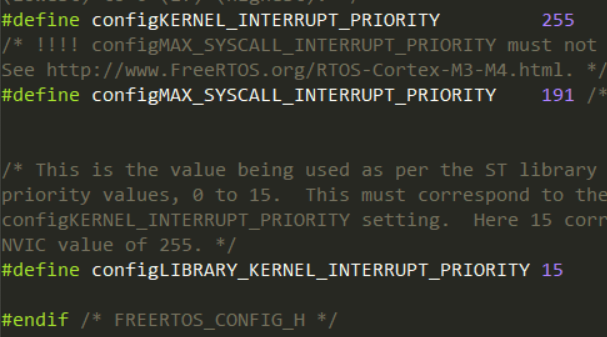 #define configKERNEL_INTERRUPT_PRIORITY 255
/* !!!! configMAX_SYSCALL_INTERRUPT_PRIORITY must not
See http://www.FreeRTOS.org/RTOS-Cortex-M3-M4.html. */
#define configMAX_SYSCALL_INTERRUPT_PRIORITY 191 /*
/* This is the value being used as per the ST library
priority values, 0 to 15. This must correspond to the
configKERNEL_INTERRUPT_PRIORITY setting. Here 15 corr
NVIC value of 255. */
#define configLIBRARY_KERNEL_INTERRUPT_PRIORITY 15
#endif /* FREERTOS_CONFIG_H */